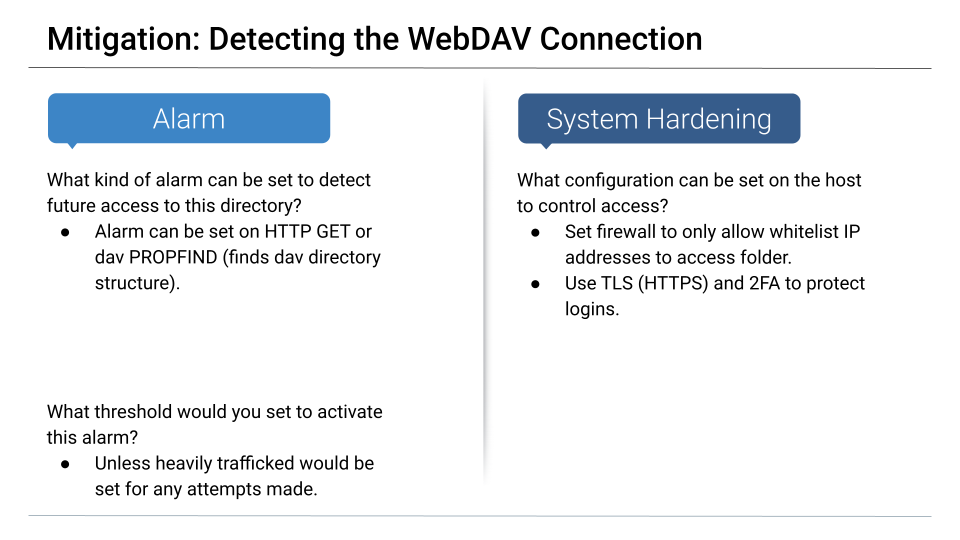 Mitigation: Detecting the WebDAV Connection
Alarm
What kind of alarm can be set to detect
future access to this directory?
● Alarm can be set on HTTP GET or
dav PROPFIND (finds dav directory
structure).
What threshold would you set to activate
this alarm?
● Unless heavily trafficked would be
set for any attempts made.
System Hardening
What configuration can be set on the host
to control access?
● Set firewall to only allow whitelist IP
addresses to access folder.
● Use TLS (HTTPS) and 2FA to protect
logins.